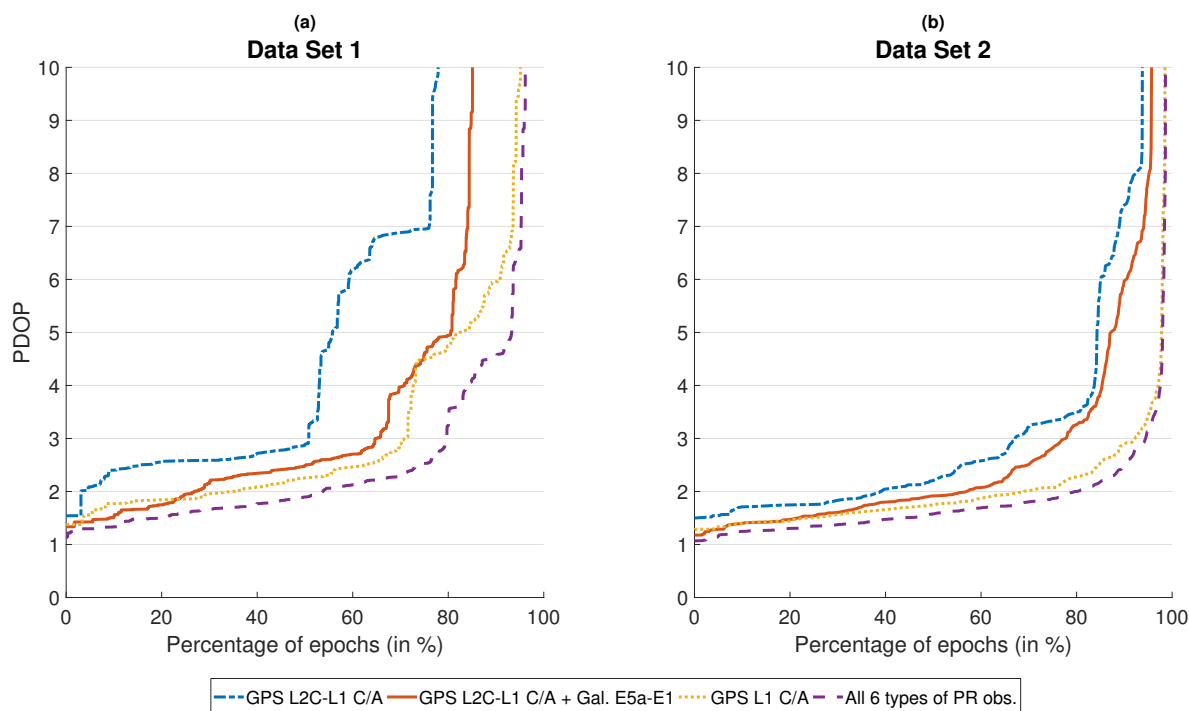 (a)
Data Set 1
10
9
8
7
6
5
4
3
2
1
0
PDOP
0 20 40 60 80 100
Percentage of epochs (in %)
(b)
Data Set 2
10
9
8
7
6
5
4
3
2
1
0
0 20 40 60 80 100
Percentage of epochs (in %)
GPS L2C-L1 C/A GPS L2C-L1 C/A + Gal. E5a-E1 GPS L1 C/A All 6 types of PR obs.